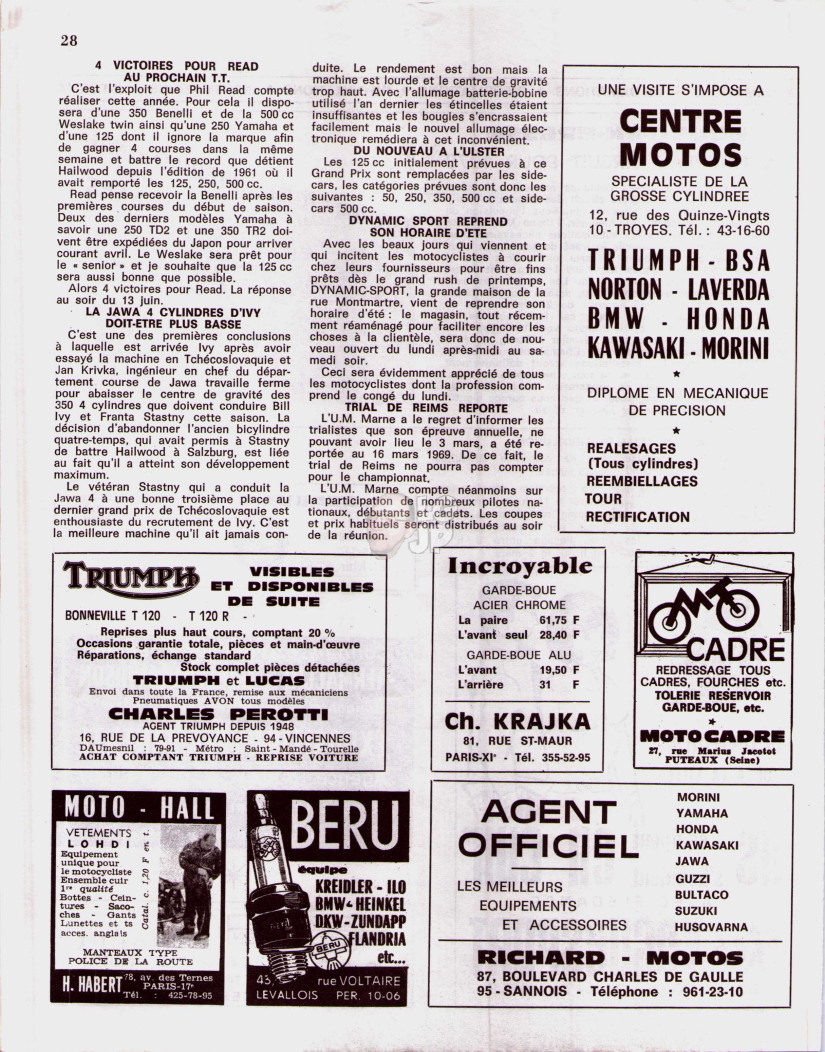 28
4 VICTOIRES POUR READ
AU PROCHAIN T.T.
C'est l'exploit que Phil Read compte
réaliser cette année. Pour cela il dispo-
sera d'une 350 Benelli et de la 500 cc
Weslake twin ainsi qu'une 250 Yamaha et
d'une 125 dont il ignore la marque afin
de gagner 4 courses dans la même
semaine et battre le record que détient
Hailwood depuis l'édition de 1961 où il
avait remporté les 125, 250, 500 cc.
Read pense recevoir la Benelli après les
premières courses du début de saison.
Deux des derniers modèles Yamaha à
savoir une 250 TD2 et une 350 TR2 doi-
vent être expédiées du Japon pour arriver
courant avril. Le Weslake sera prêt pour
le « senior » et je souhaite que la 125 cc
sera aussi bonne que possible.
Alors 4 victoires pour Read. La réponse
au soir du 13 juin.
LA JAWA 4 CYLINDRES D'IVY
DOIT-ETRE PLUS BASSE
C'est une des premières conclusions
à laquelle est arrivée Ivy après avoir
essayé la machine en Tchécoslovaquie et
Jan Krivka, ingénieur en chef du dépar-
tement course de Jawa travaille ferme
pour abaisser le centre de gravité des
350 4 cylindres que doivent conduire Bill
Ivy et Franta Stastny cette saison. La
décision d'abandonner l'ancien bicylindre
quatre-temps, qui avait permis à Stastny
de battre Hailwood à Salzburg, est liée
au fait qu'il a atteint son développement
maximum.
Le vétéran Stastny qui a conduit la
Jawa 4 à une bonne troisième place au
dernier grand prix de Tchécoslovaquie est
enthousiaste du recrutement de Ivy. C'est
la meilleure machine qu'il ait jamais con-
duite. Le rendement est bon mais la
machine est lourde et le centre de gravité
trop haut. Avec l'allumage batterie-bobine
utilisé l'an dernier les étincelles étaient
insuffisantes et les bougies s'encrassaient
facilement mais le nouvel allumage élec-
tronique remédiera à cet inconvénient.
DU NOUVEAU A L'ULSTER
Les 125 cc initialement prévues à ce
Grand Prix sont remplacées par les side-
cars, les catégories prévues sont donc les
suivantes : 50, 250, 350, 500 cc et side-
cars 500 cc.
DYNAMIC SPORT REPREND
SON HORAIRE D'ETE
Avec les beaux jours qui viennent et
qui incitent les motocyclistes à courir
chez leurs fournisseurs pour être fins
prêts dès le grand rush de printemps,
DYNAMIC-SPORT, la grande maison de la
rue Montmartre, vient de reprendre son
horaire d'été : le magasin, tout récem-
ment réaménagé pour faciliter encore les
choses à la clientèle, sera donc de nou-
veau ouvert du lundi après-midi au sa-
medi soir.
Ceci sera évidemment apprécié de tous
les motocyclistes dont la profession com-
prend le congé du lundi.
TRIAL DE REIMS REPORTE
L'U.M. Marne a le regret d'informer les
trialistes que son épreuve annuelle, ne
pouvant avoir lieu le 3 mars, a été re-
portée au 16 mars 1969. De ce fait, le
trial de Reims ne pourra pas compter
pour le championnat.
L'U.M. Marne compte néanmoins sur
la participation de nombreux pilotes na-
tionaux, débutants et cadets. Les coupes
et prix habituels seront distribués au soir
de la réunion.
UNE VISITE S'IMPOSE A
CENTRE
MOTOS
SPECIALISTE DE LA
GROSSE CYLINDREE
12, rue des Quinze-Vingts
10 - TROYES. Tél. : 43-16-60
TRIUMPH - BSA
NORTON - LAVERDA
BMW - HONDA
KAWASAKI - MORINI
★
DIPLOME EN MECANIQUE
DE PRECISION
★
REALESAGES
(Tous cylindres)
REEMBIELLAGES
TOUR
RECTIFICATION
TRIUMPH
VISIBLES
ET DISPONIBLES
DE SUITE
BONNEVILLE T 120 - T 120 R -
Reprises plus haut cours, comptant 20 %
Occasions garantie totale, pièces et main-d'œuvre
Réparations, échange standard
Stock complet pièces détachées
TRIUMPH et LUCAS
Envoi dans toute la France, remise aux mécaniciens
Pneumatiques AVON tous modèles
CHARLES PEROTTI
AGENT TRIUMPH DEPUIS 1948
16, RUE DE LA PREVOYANCE - 94 - VINCENNES
DAUmesnil : 79-91 - Métro : Saint - Mandé - Tourelle
ACHAT COMPTANT TRIUMPH - REPRISE VOITURE
Incroyable
GARDE-BOUE
ACIER CHROME
La paire 61,75 F
L'avant seul 28,40 F
GARDE-BOUE ALU
L'avant 19,50 F
L'arrière 31 F
Ch. KRAJKA
81, RUE ST-MAUR
PARIS-XIe - Tél. 355-52-95
MOTO
CADRE
REDRESSAGE TOUS
CADRES, FOURCHES etc.
TOLERIE RESERVOIR
GARDE-BOUE, etc.
★
MOTO CADRE
27, rue Marius Jacotot
PUTEAUX (Seine)
MOTO - HALL
VETEMENTS
LOHDI
Equipement
unique pour
le motocycliste
Ensemble cuir
1re qualité
Bottes - Cein-
tures - Saco-
ches - Gants
Lunettes et ts
acces. anglais
Catal. c. 1,20 F en t.
MANTEAUX TYPE
POLICE DE LA ROUTE
H. HABERT
78, av. des Ternes
PARIS-17e
Tél. : 425-78-95
BERU
équipe
KREIDLER - ILO
BMW - HEINKEL
DKW - ZUNDAPP
FLANDRIA
etc...
BERU
43, rue VOLTAIRE
LEVALLOIS PER. 10-06
AGENT
OFFICIEL
LES MEILLEURS
EQUIPEMENTS
ET ACCESSOIRES
MORINI
YAMAHA
HONDA
KAWASAKI
JAWA
GUZZI
BULTACO
SUZUKI
HUSQVARNA
RICHARD - MOTOS
87, BOULEVARD CHARLES DE GAULLE
95 - SANNOIS - Téléphone : 961-23-10